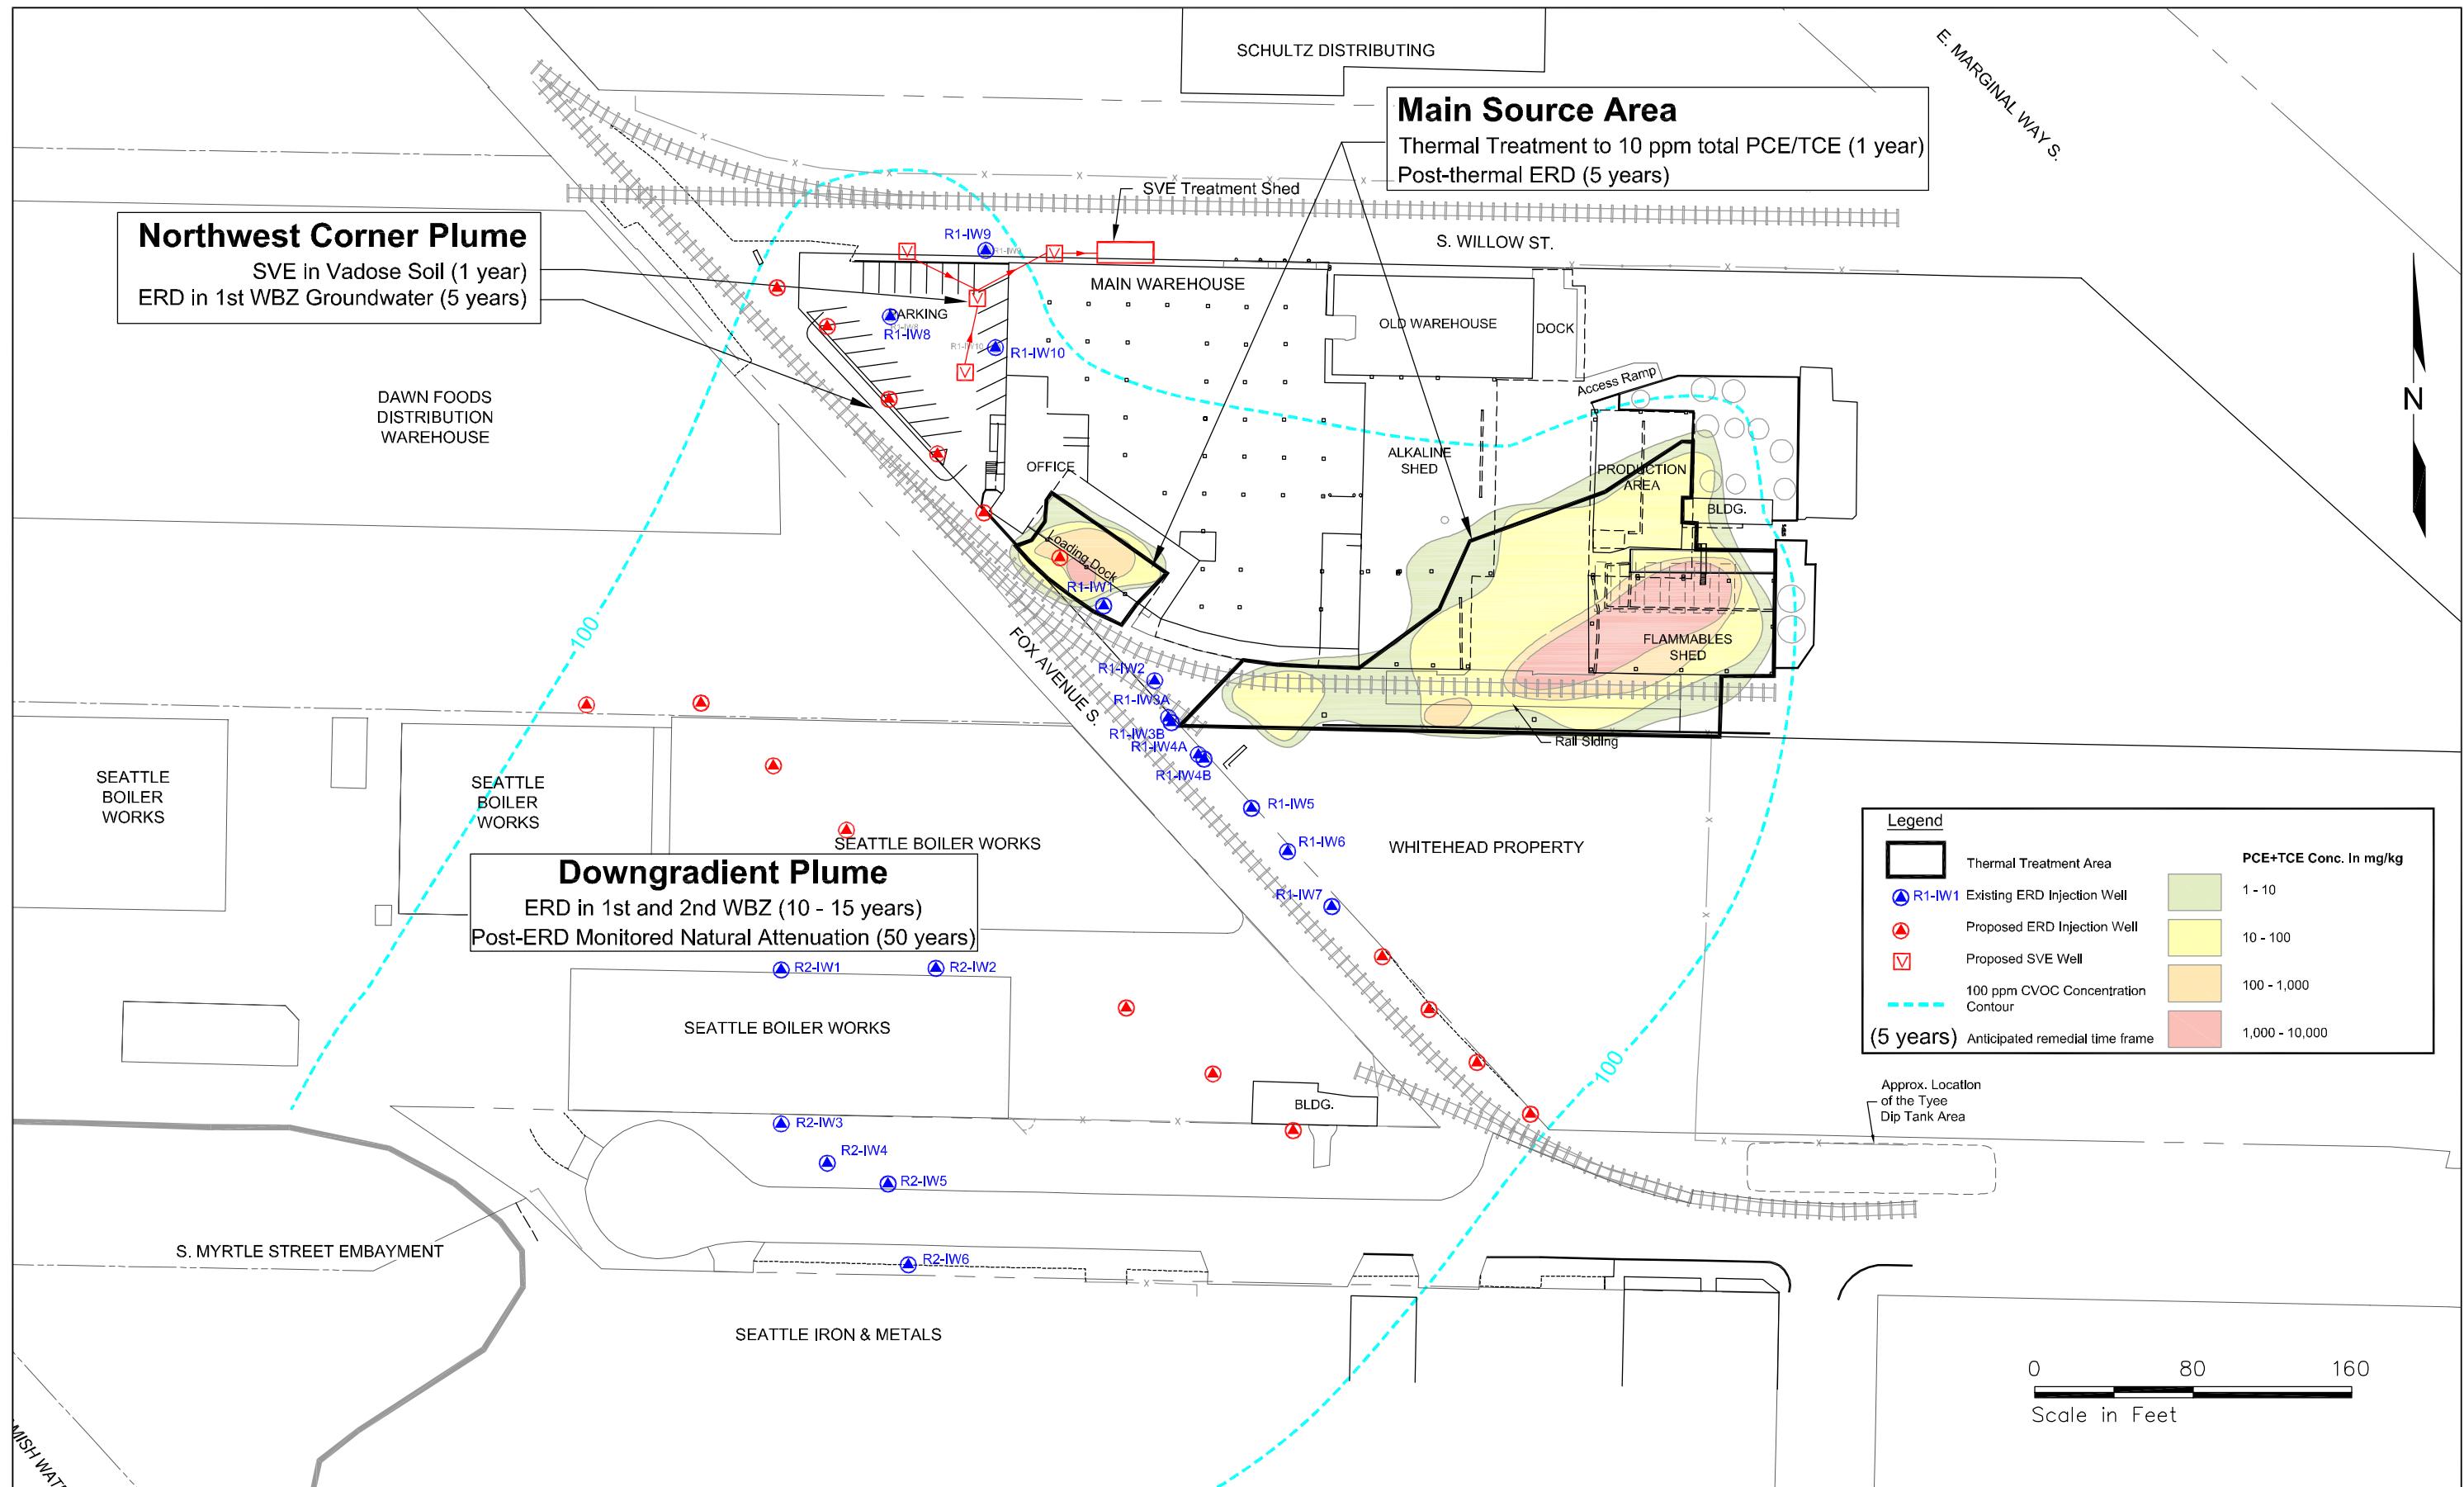 SCHULTZ DISTRIBUTING
E. MARGINAL WAY S.
Main Source Area
Thermal Treatment to 10 ppm total PCE/TCE (1 year)
Post-thermal ERD (5 years)
SVE Treatment Shed
Northwest Corner Plume
SVE in Vadose Soil (1 year)
ERD in 1st WBZ Groundwater (5 years)
R1-IW9
R1-IW9
S. WILLOW ST.
MAIN WAREHOUSE
PARKING
R1-IW8
R1-IW8
R1-IW10
R1-IW10
OLD WAREHOUSE
DOCK
N
Access Ramp
DAWN FOODS
DISTRIBUTION
WAREHOUSE
OFFICE
ALKALINE
SHED
PRODUCTION
AREA
BLDG.
Loading Dock
R1-IW1
100
FOX AVENUE S.
FLAMMABLES
SHED
R1-IW2
R1-IW3A
R1-IW3B
R1-IW4A
R1-IW4B
Rail Siding
SEATTLE
BOILER
WORKS
SEATTLE
BOILER
WORKS
SEATTLE BOILER WORKS
R1-IW5
R1-IW6
WHITEHEAD PROPERTY
R1-IW7
Downgradient Plume
ERD in 1st and 2nd WBZ (10 - 15 years)
Post-ERD Monitored Natural Attenuation (50 years)
Legend
Thermal Treatment Area
R1-IW1 Existing ERD Injection Well
Proposed ERD Injection Well
Proposed SVE Well
100 ppm CVOC Concentration
Contour
(5 years) Anticipated remedial time frame
PCE+TCE Conc. In mg/kg
1 - 10
10 - 100
100 - 1,000
1,000 - 10,000
R2-IW1
R2-IW2
SEATTLE BOILER WORKS
100
BLDG.
Approx. Location
of the Tyee
Dip Tank Area
R2-IW3
R2-IW4
R2-IW5
S. MYRTLE STREET EMBAYMENT
R2-IW6
SEATTLE IRON & METALS
0 80 160
Scale in Feet